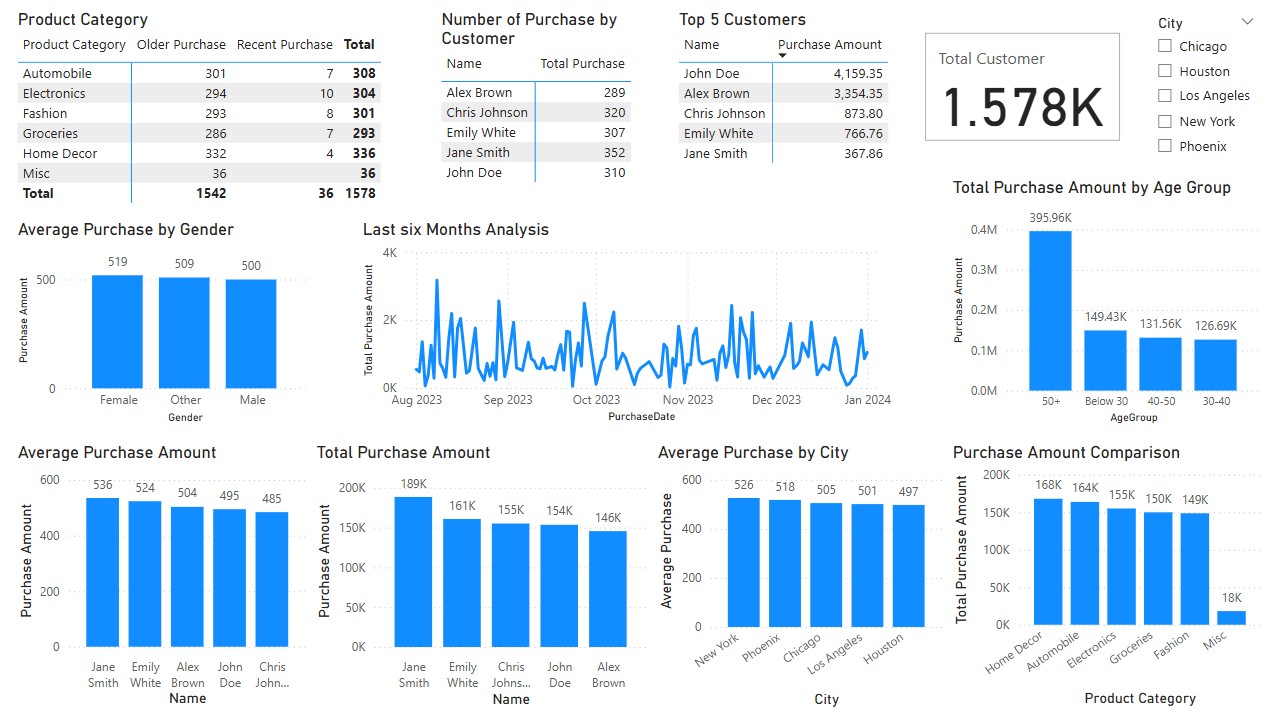 Product Category
Product Category Older Purchase Recent Purchase Total
Automobile 301 7 308
Electronics 294 10 304
Fashion 293 8 301
Groceries 286 7 293
Home Decor 332 4 336
Misc 36 36
Total 1542 36 1578
Number of Purchase by
Customer
Name Total Purchase
Alex Brown 289
Chris Johnson 320
Emily White 307
Jane Smith 352
John Doe 310
Top 5 Customers
Name Purchase Amount
John Doe 4,159.35
Alex Brown 3,354.35
Chris Johnson 873.80
Emily White 766.76
Jane Smith 367.86
Total Customer
1.578K
City
Chicago
Houston
Los Angeles
New York
Phoenix
Average Purchase by Gender
Purchase Amount
500
0
519 509 500
Female Other Male
Gender
Last six Months Analysis
Total Purchase Amount
4K
2K
0K
Aug 2023 Sep 2023 Oct 2023 Nov 2023 Dec 2023 Jan 2024
PurchaseDate
Total Purchase Amount by Age Group
Purchase Amount
0.4M
0.3M
0.2M
0.1M
0.0M
395.96K 149.43K 131.56K 126.69K
50+ Below 30 40-50 30-40
AgeGroup
Average Purchase Amount
Purchase Amount
600
400
200
0
536 524 504 495 485
Jane Emily Alex John Chris
Smith White Brown Doe John...
Name
Total Purchase Amount
Purchase Amount
200K
150K
100K
50K
0K
189K 161K 155K 154K 146K
Jane Emily Chris John Alex
Smith White Johns... Doe Brown
Name
Average Purchase by City
Average Purchase
600
400
200
0
526 518 505 501 497
New York Phoenix Chicago Los Angeles Houston
City
Purchase Amount Comparison
Total Purchase Amount
200K
150K
100K
50K
0K
168K 164K 155K 150K 149K 18K
Home Decor Automobile Electronics Groceries Fashion Misc
Product Category